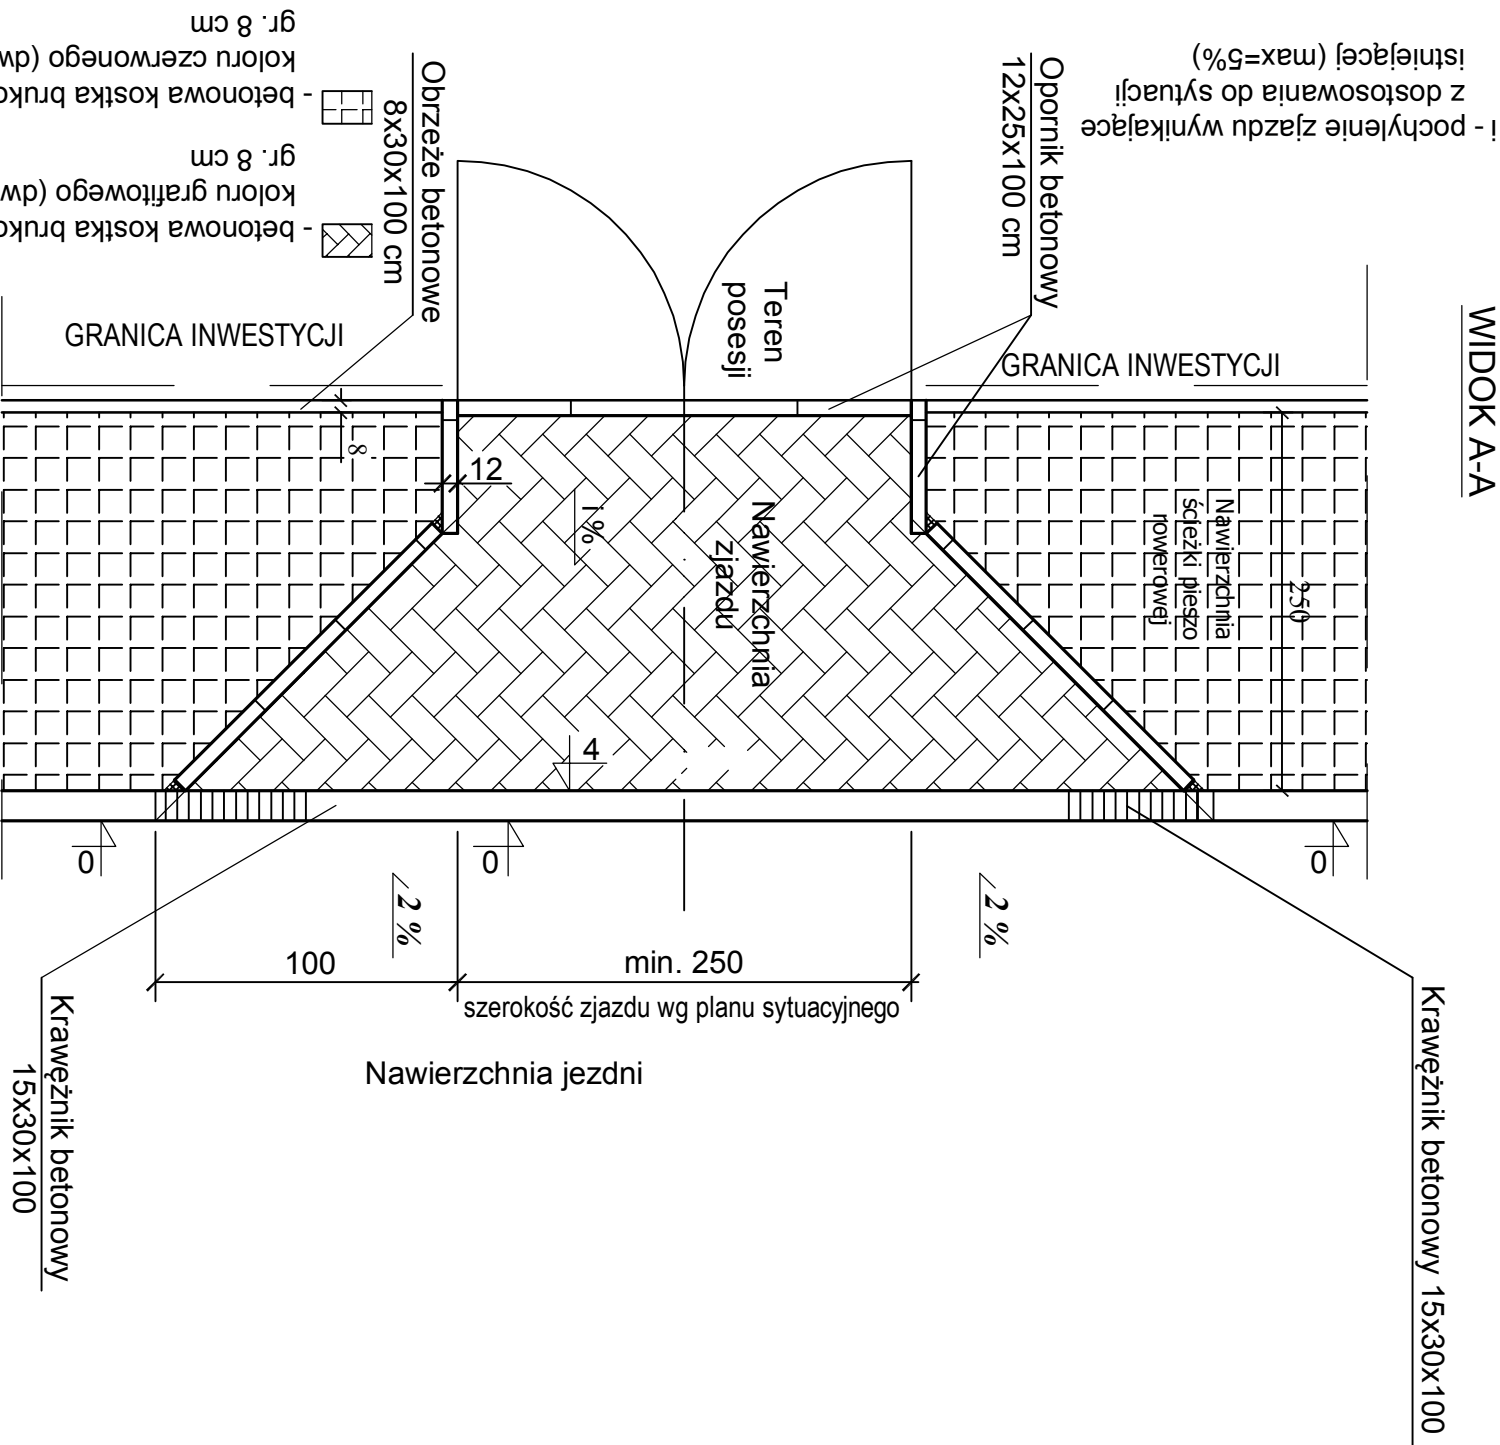 WIDOK A-A
i - pochylenie zjazdu wynikające
z dostosowania do sytuacji
istniejącej (max=5%)
Opornik betonowy
12x25x100 cm
Obrzeże betonowe
8x30x100 cm
- betonowa kostka bruko
koloru grafitowego (dw
gr. 8 cm
- betonowa kostka bruko
koloru czerwonego (dw
gr. 8 cm
GRANICA INWESTYCJI
GRANICA INWESTYCJI
Teren
posesji
8
12
i%
Nawierzchnia
zjazdu
Nawierzchnia
ścieżki pieszo
rowerowej
250
4
0
0
0
2 %
2 %
100
min. 250
szerokość zjazdu wg planu sytuacyjnego
Nawierzchnia jezdni
Krawężnik betonowy
15x30x100
Krawężnik betonowy 15x30x100